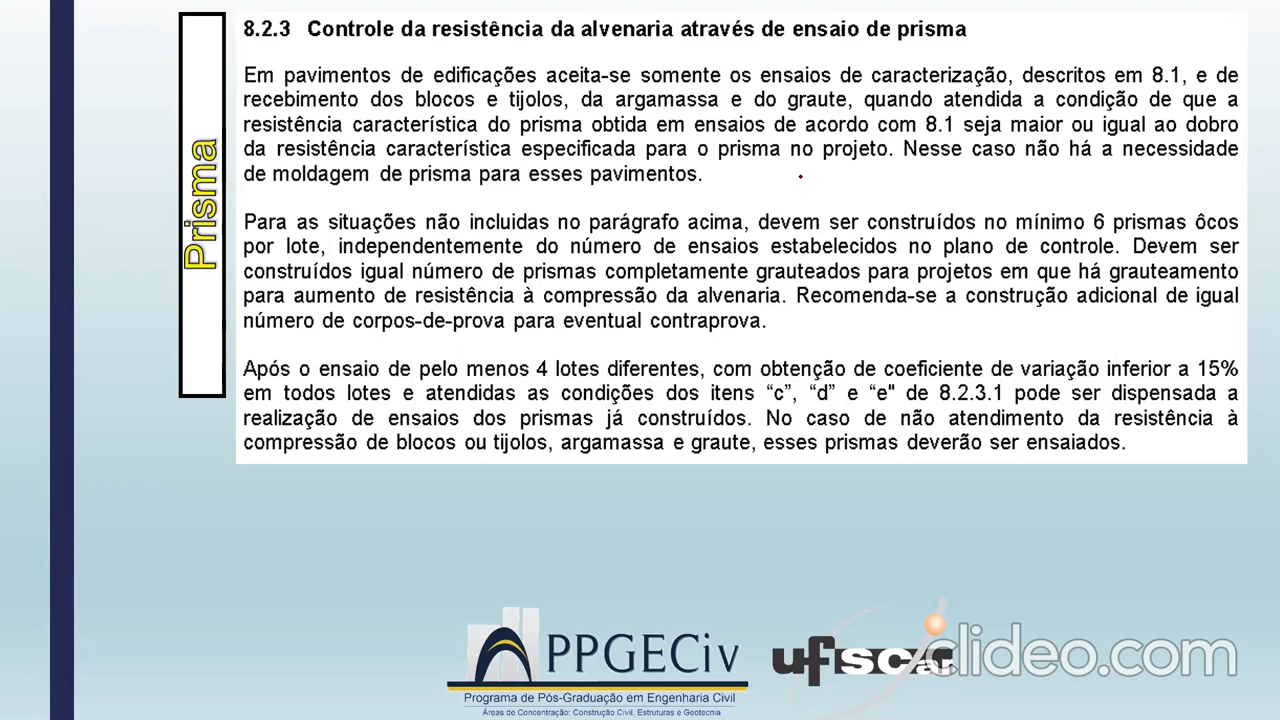 Prisma
8.2.3 Controle da resistência da alvenaria através de ensaio de prisma
Em pavimentos de edificações aceita-se somente os ensaios de caracterização, descritos em 8.1, e de
recebimento dos blocos e tijolos, da argamassa e do graute, quando atendida a condição de que a
resistência característica do prisma obtida em ensaios de acordo com 8.1 seja maior ou igual ao dobro
da resistência característica especificada para o prisma no projeto. Nesse caso não há a necessidade
de moldagem de prisma para esses pavimentos.
Para as situações não incluidas no parágrafo acima, devem ser construídos no mínimo 6 prismas ôcos
por lote, independentemente do número de ensaios estabelecidos no plano de controle. Devem ser
construídos igual número de prismas completamente grauteados para projetos em que há grauteamento
para aumento de resistência à compressão da alvenaria. Recomenda-se a construção adicional de igual
número de corpos-de-prova para eventual contraprova.
Após o ensaio de pelo menos 4 lotes diferentes, com obtenção de coeficiente de variação inferior a 15%
em todos lotes e atendidas as condições dos itens “c”, “d” e “e" de 8.2.3.1 pode ser dispensada a
realização de ensaios dos prismas já construídos. No caso de não atendimento da resistência à
compressão de blocos ou tijolos, argamassa e graute, esses prismas deverão ser ensaiados.
PPGECiv
Programa de Pós-Graduação em Engenharia Civil
Áreas de Concentração: Construção Civil, Estruturas e Geotecnia
ufscar
clideo.com